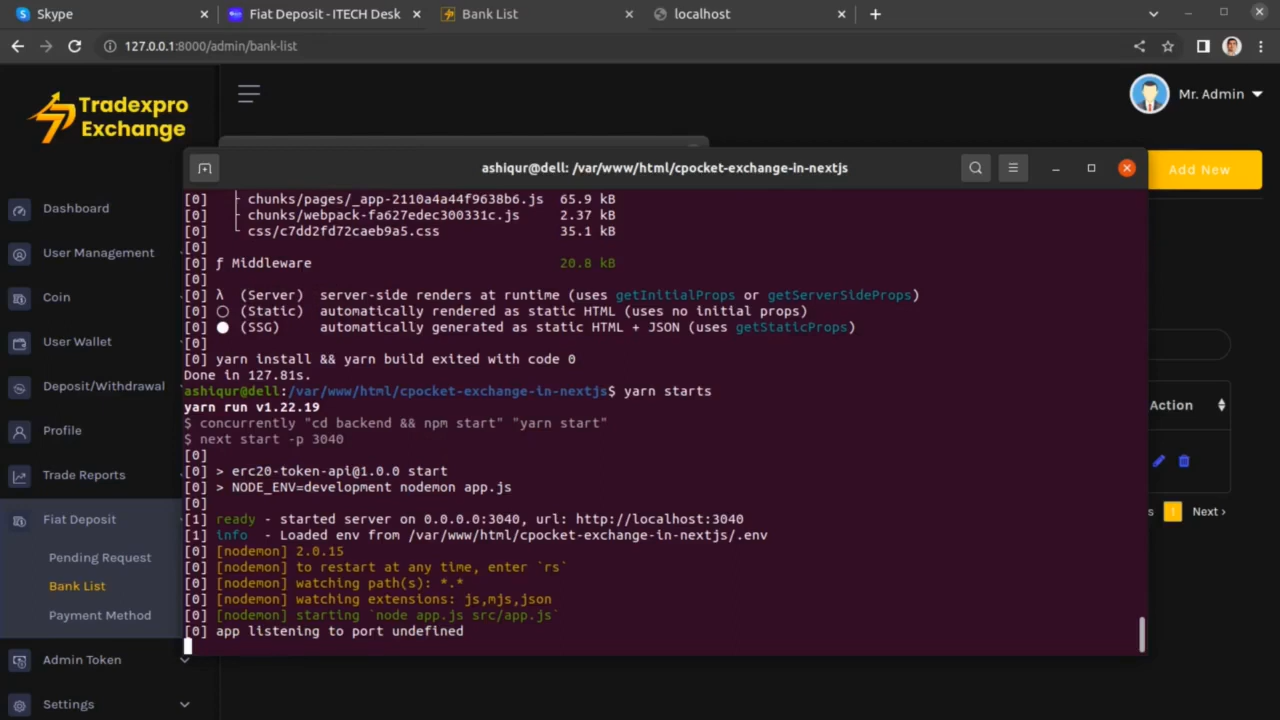 Skype
Fiat Deposit - ITECH Desk
Bank List
localhost
127.0.0.1:8000/admin/bank-list
Tradexpro
Exchange
Mr. Admin
Add New
Dashboard
User Management
Coin
User Wallet
Deposit/Withdrawal
Profile
Trade Reports
Fiat Deposit
Pending Request
Bank List
Payment Method
Admin Token
Settings
ashiqur@dell: /var/www/html/cpocket-exchange-in-nextjs
[0] ├ chunks/pages/_app-2110a4a44f9638b6.js 65.9 kB
[0] ├ chunks/webpack-fa627edec300331c.js 2.37 kB
[0] └ css/c7dd2fd72caeb9a5.css 35.1 kB
[0]
[0] ƒ Middleware 20.8 kB
[0]
[0] λ (Server) server-side renders at runtime (uses getInitialProps or getServerSideProps)
[0] ○ (Static) automatically rendered as static HTML (uses no initial props)
[0] ● (SSG) automatically generated as static HTML + JSON (uses getStaticProps)
[0]
[0] yarn install && yarn build exited with code 0
Done in 127.81s.
ashiqur@dell:/var/www/html/cpocket-exchange-in-nextjs$ yarn starts
yarn run v1.22.19
$ concurrently "cd backend && npm start" "yarn start"
$ next start -p 3040
[0]
[0] > erc20-token-api@1.0.0 start
[0] > NODE_ENV=development nodemon app.js
[0]
[1] ready - started server on 0.0.0.0:3040, url: http://localhost:3040
[1] info - Loaded env from /var/www/html/cpocket-exchange-in-nextjs/.env
[0] [nodemon] 2.0.15
[0] [nodemon] to restart at any time, enter `rs`
[0] [nodemon] watching path(s): *.*
[0] [nodemon] watching extensions: js,mjs,json
[0] [nodemon] starting `node app.js src/app.js`
[0] app listening to port undefined
Action
1
Next ›